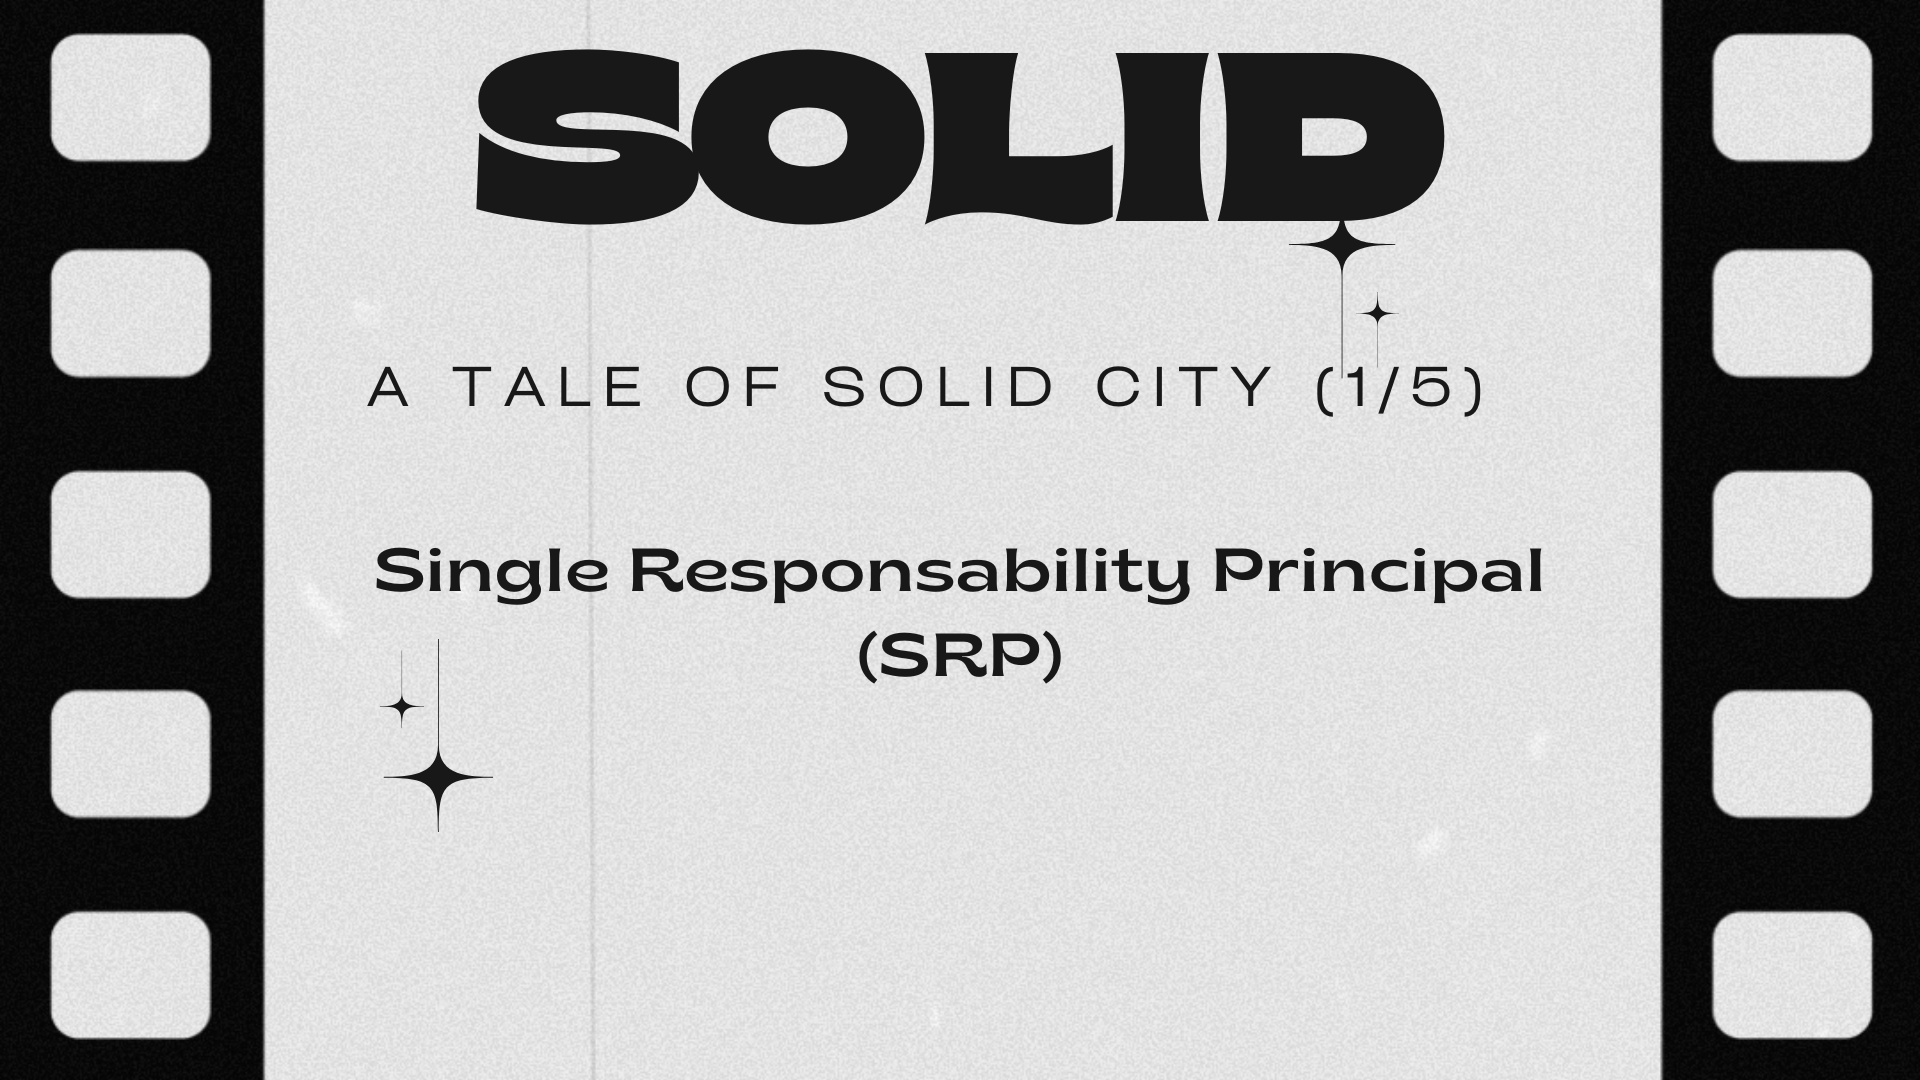 SOLID
A TALE OF SOLID CITY (1/5)
Single Responsability Principal
(SRP)